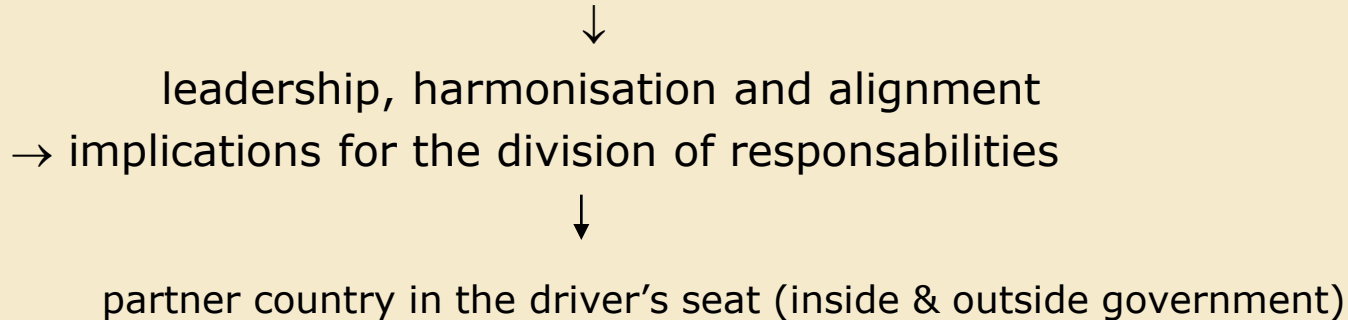 ↓
leadership, harmonisation and alignment
→ implications for the division of responsabilities
↓
partner country in the driver’s seat (inside & outside government)